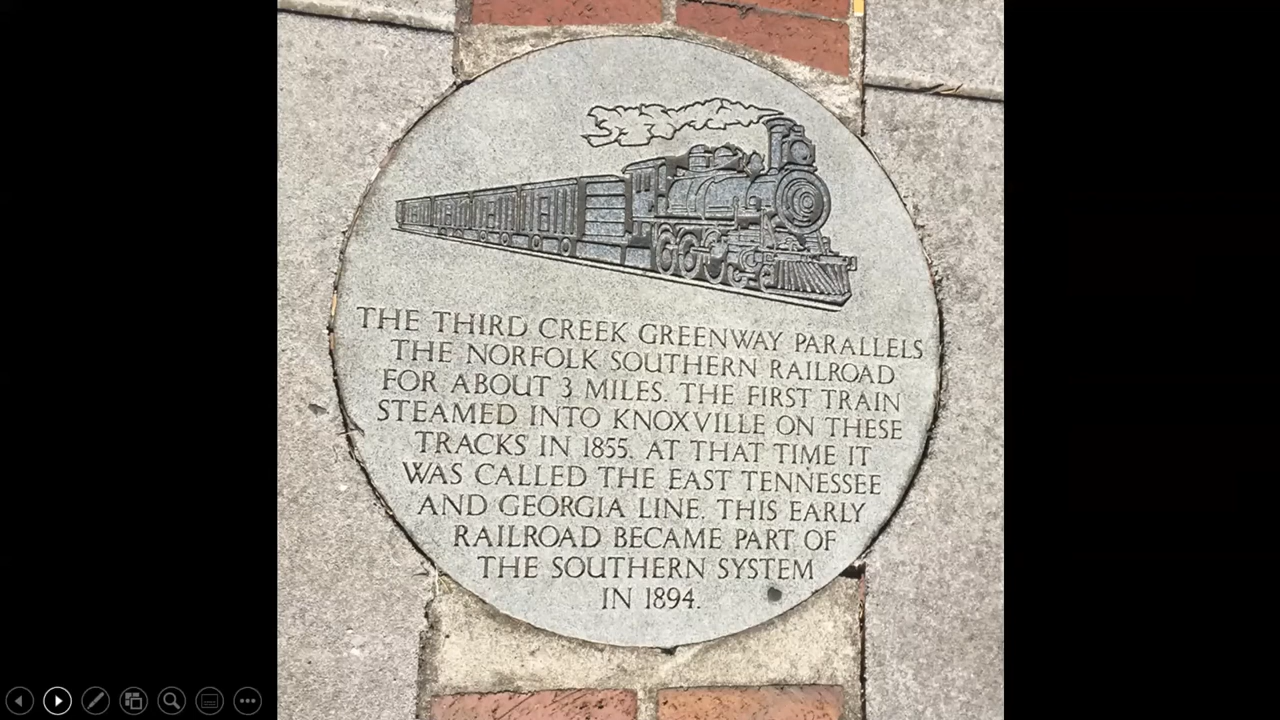 THE THIRD CREEK GREENWAY PARALLELS
THE NORFOLK SOUTHERN RAILROAD
FOR ABOUT 3 MILES. THE FIRST TRAIN
STEAMED INTO KNOXVILLE ON THESE
TRACKS IN 1855. AT THAT TIME IT
WAS CALLED THE EAST TENNESSEE
AND GEORGIA LINE. THIS EARLY
RAILROAD BECAME PART OF
THE SOUTHERN SYSTEM
IN 1894.